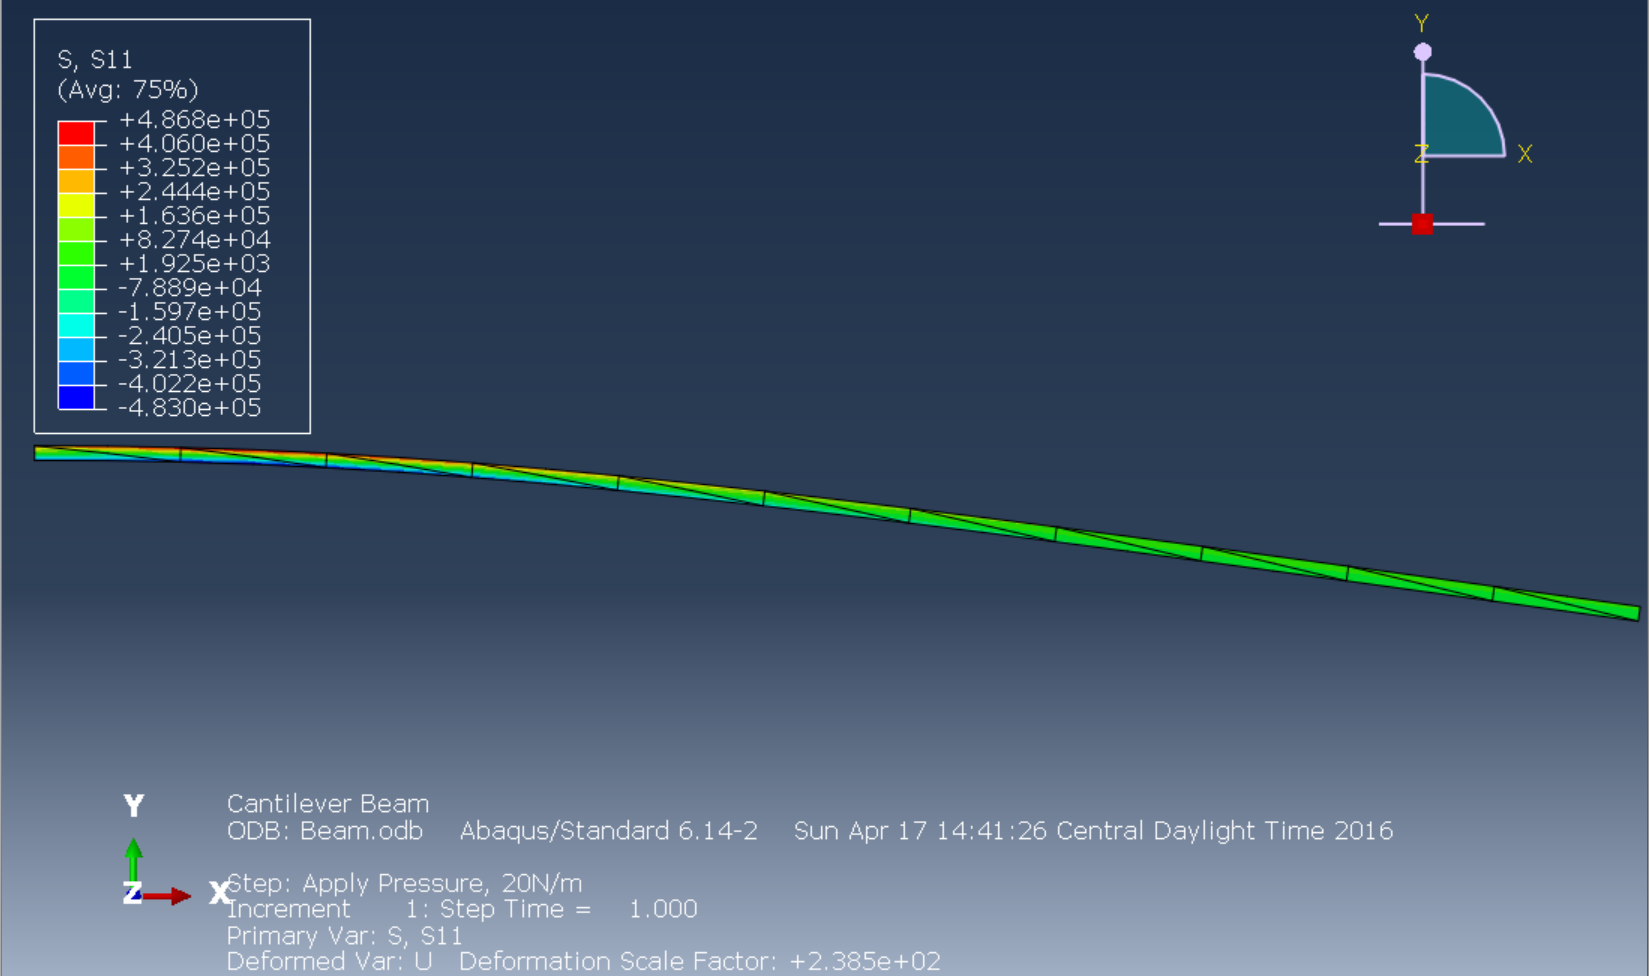 S, S11
(Avg: 75%)
+4.868e+05
+4.060e+05
+3.252e+05
+2.444e+05
+1.636e+05
+8.274e+04
+1.925e+03
-7.889e+04
-1.597e+05
-2.405e+05
-3.213e+05
-4.022e+05
-4.830e+05
Y
Z X
Y
Z X
Cantilever Beam
ODB: Beam.odb Abaqus/Standard 6.14-2 Sun Apr 17 14:41:26 Central Daylight Time 2016
Step: Apply Pressure, 20N/m
Increment 1: Step Time = 1.000
Primary Var: S, S11
Deformed Var: U Deformation Scale Factor: +2.385e+02